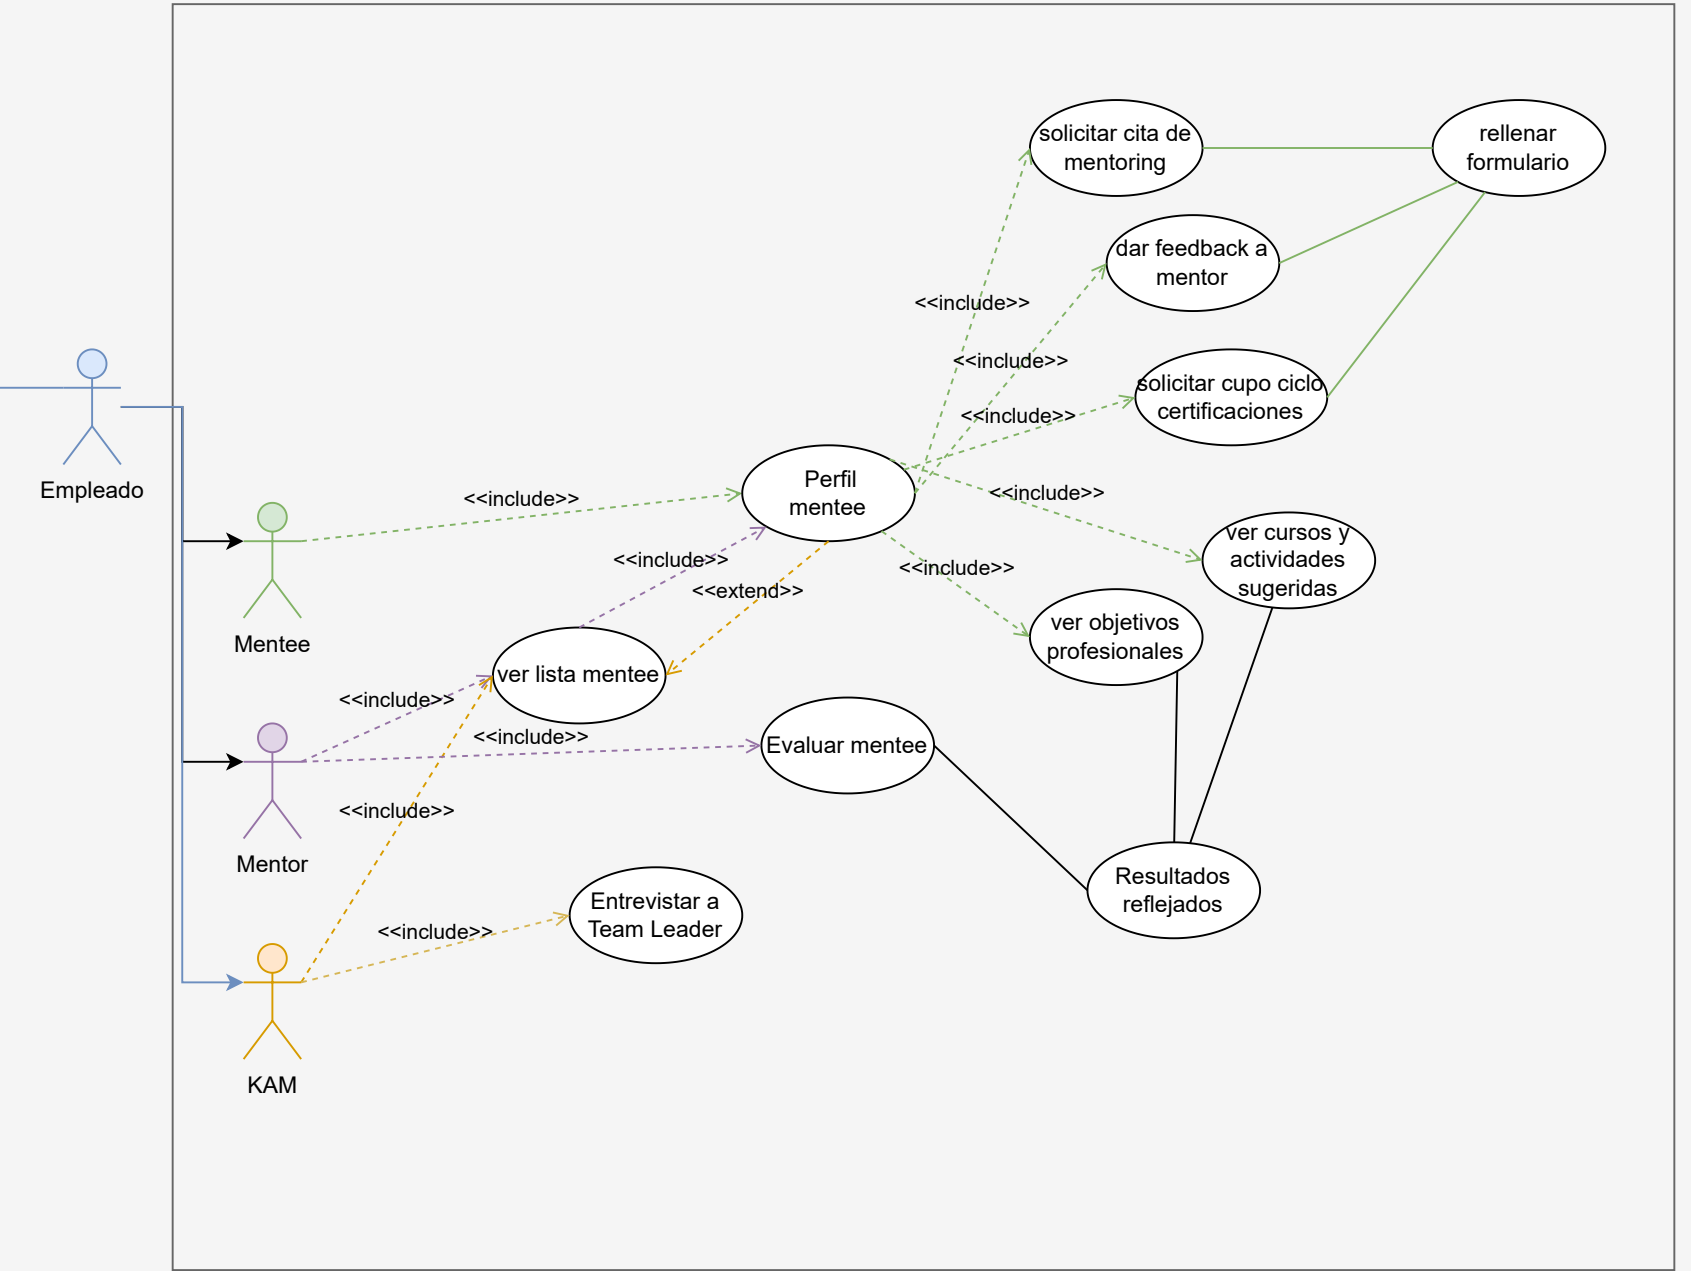 solicitar cita de
mentoring
rellenar
formulario
dar feedback a
mentor
<<include>>
<<include>>
solicitar cupo ciclo
certificaciones
<<include>>
Empleado
Perfil
mentee
<<include>>
<<include>>
ver cursos y
actividades
sugeridas
<<include>>
<<include>>
<<extend>>
Mentee
ver objetivos
profesionales
ver lista mentee
<<include>>
<<include>>
Evaluar mentee
<<include>>
Mentor
Resultados
reflejados
Entrevistar a
Team Leader
<<include>>
KAM